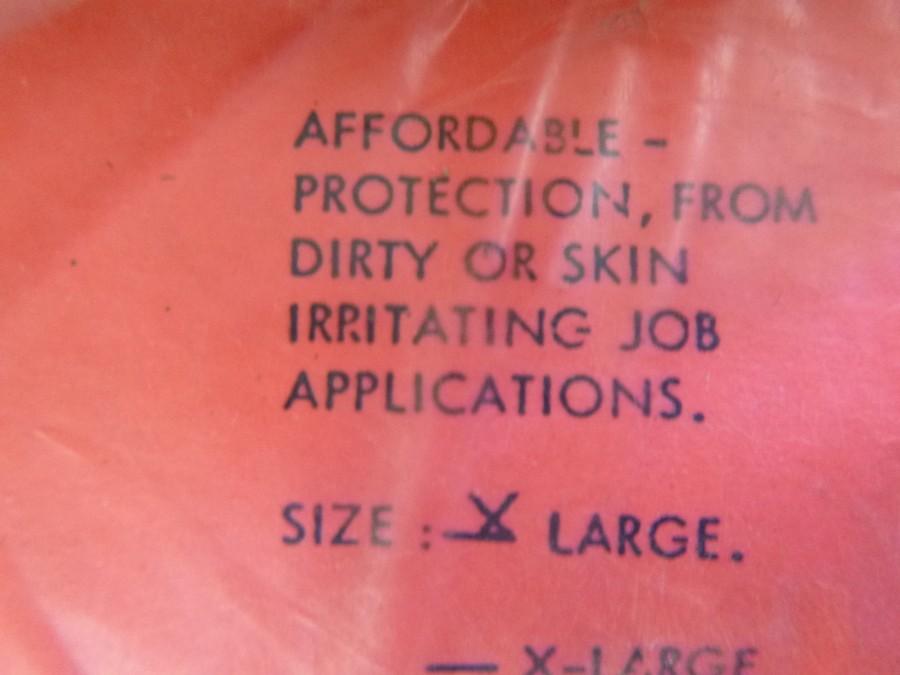 AFFORDABLE -
PROTECTION, FROM
DIRTY OR SKIN
IRRITATING JOB
APPLICATIONS.
SIZE : X LARGE.
— X-LARGE